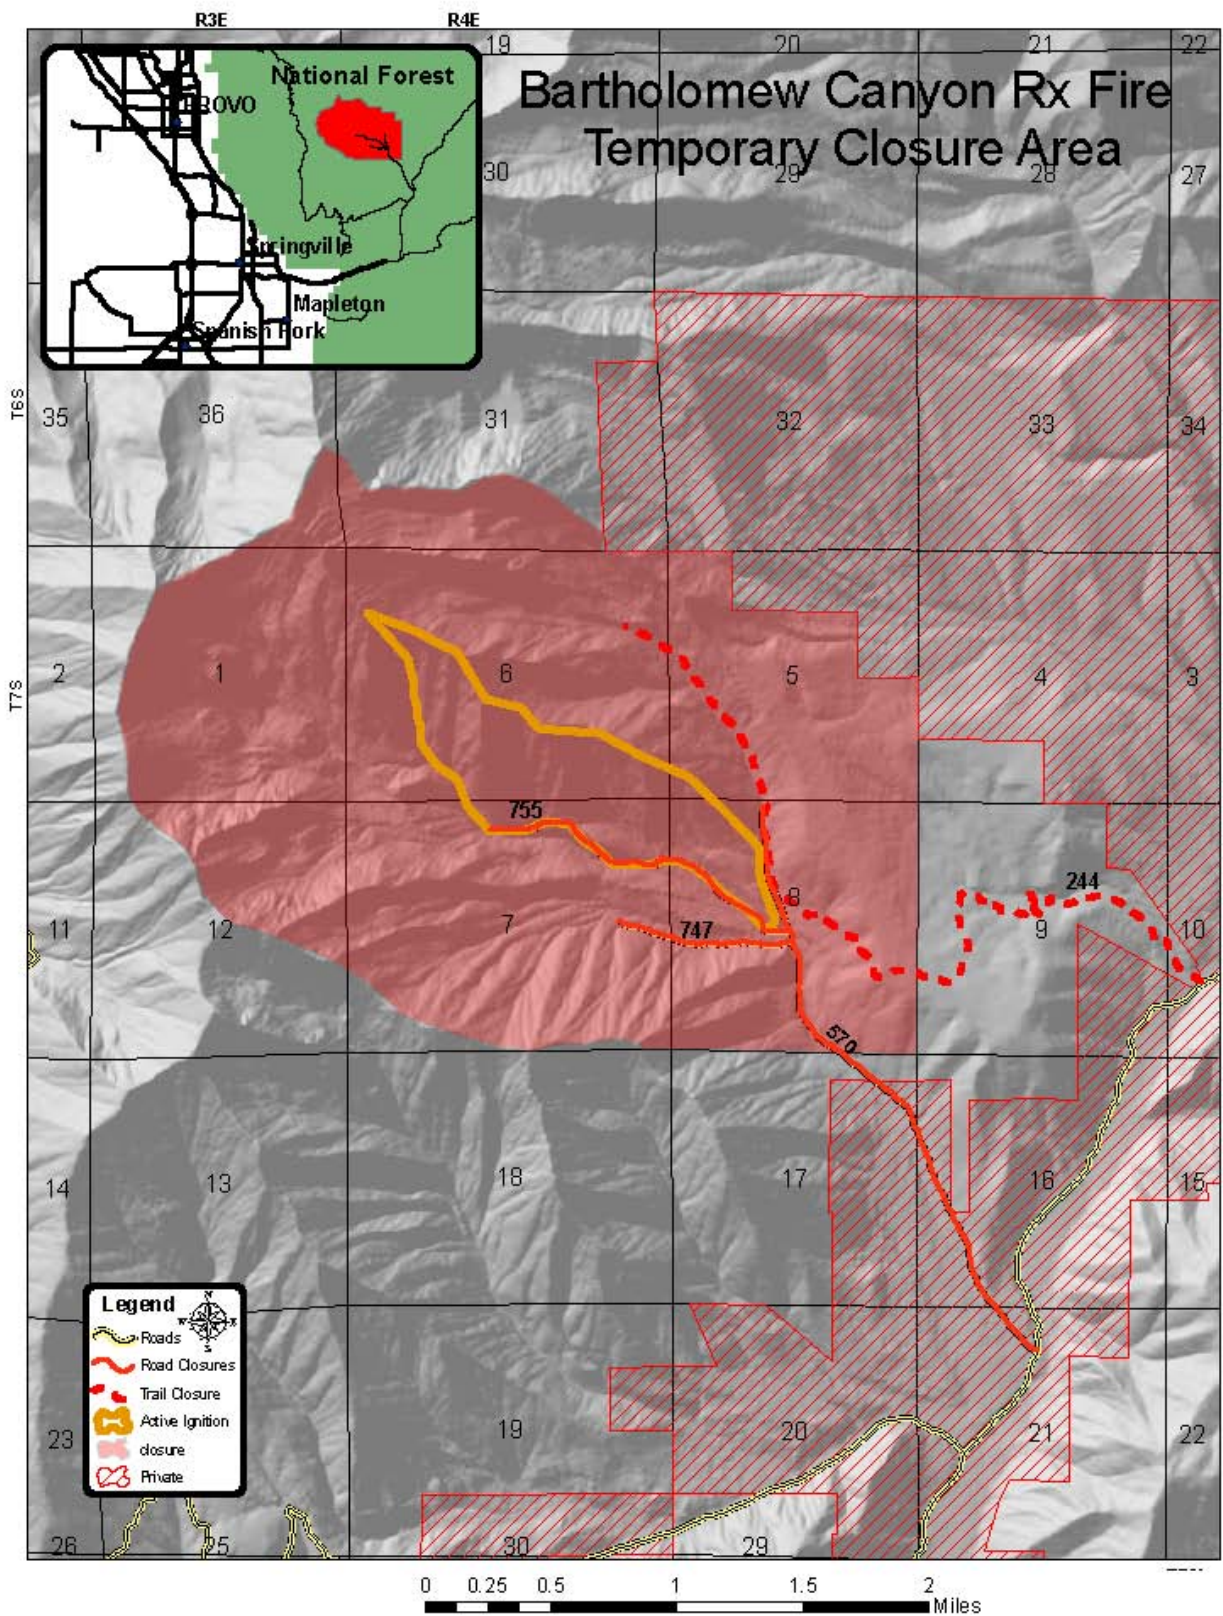 R3E R4E
19 20 21 22
National Forest
Bartholomew Canyon Rx Fire
Temporary Closure Area
PROVO
30 29 28 27
Springville
Mapleton
Spanish Fork
T6S
35 36 31 32 33 34
T7S
2 1 6 5 4 3
755
244
8
11 12 7 747 9 10
570
14 13 18 17 16 15
Legend
N
W E
S
Roads
Road Closures
Trail Closure
Active Ignition
closure
Private
23 19 20 21 22
26 25 30 29
0 0.25 0.5 1 1.5 2
Miles